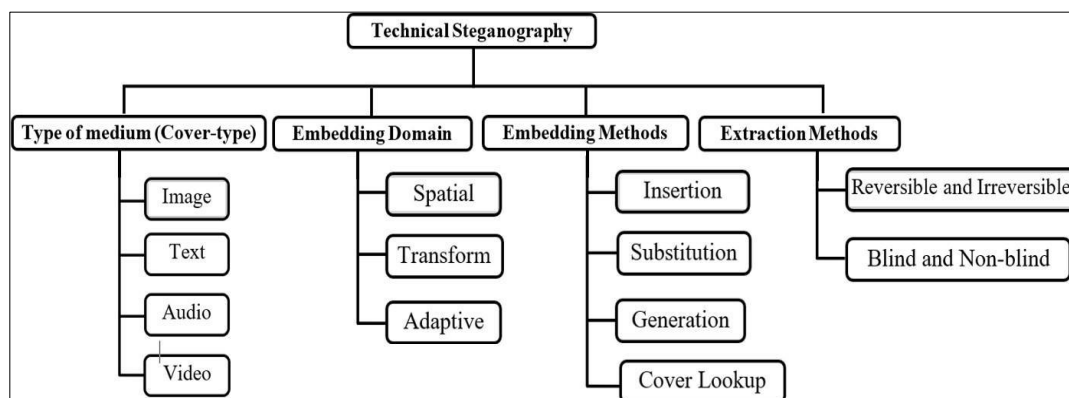 Technical Steganography
Type of medium (Cover-type)
Embedding Domain
Embedding Methods
Extraction Methods
Image
Text
Audio
Video
Spatial
Transform
Adaptive
Insertion
Substitution
Generation
Cover Lookup
Reversible and Irreversible
Blind and Non-blind